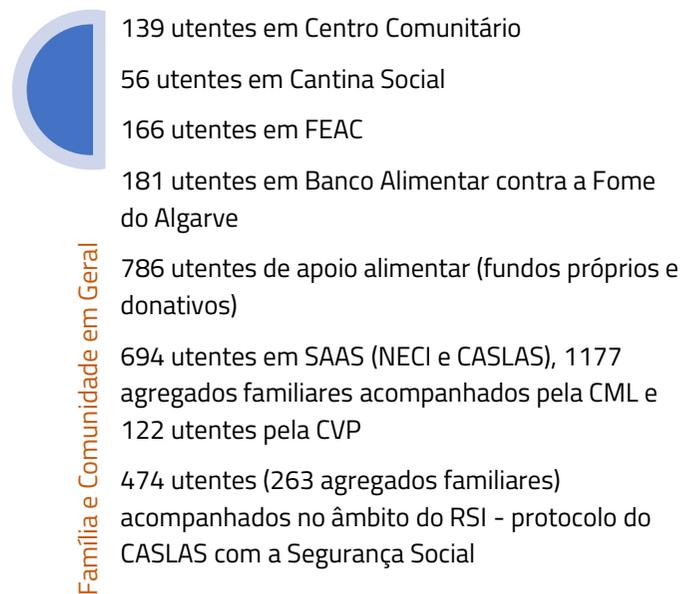 139 utentes em Centro Comunitário
56 utentes em Cantina Social
166 utentes em FEAC
181 utentes em Banco Alimentar contra a Fome
do Algarve
786 utentes de apoio alimentar (fundos próprios e
donativos)
694 utentes em SAAS (NECI e CASLAS), 1177
agregados familiares acompanhados pela CML e
122 utentes pela CVP
474 utentes (263 agregados familiares)
acompanhados no âmbito do RSI - protocolo do
CASLAS com a Segurança Social
Família e Comunidade em Geral